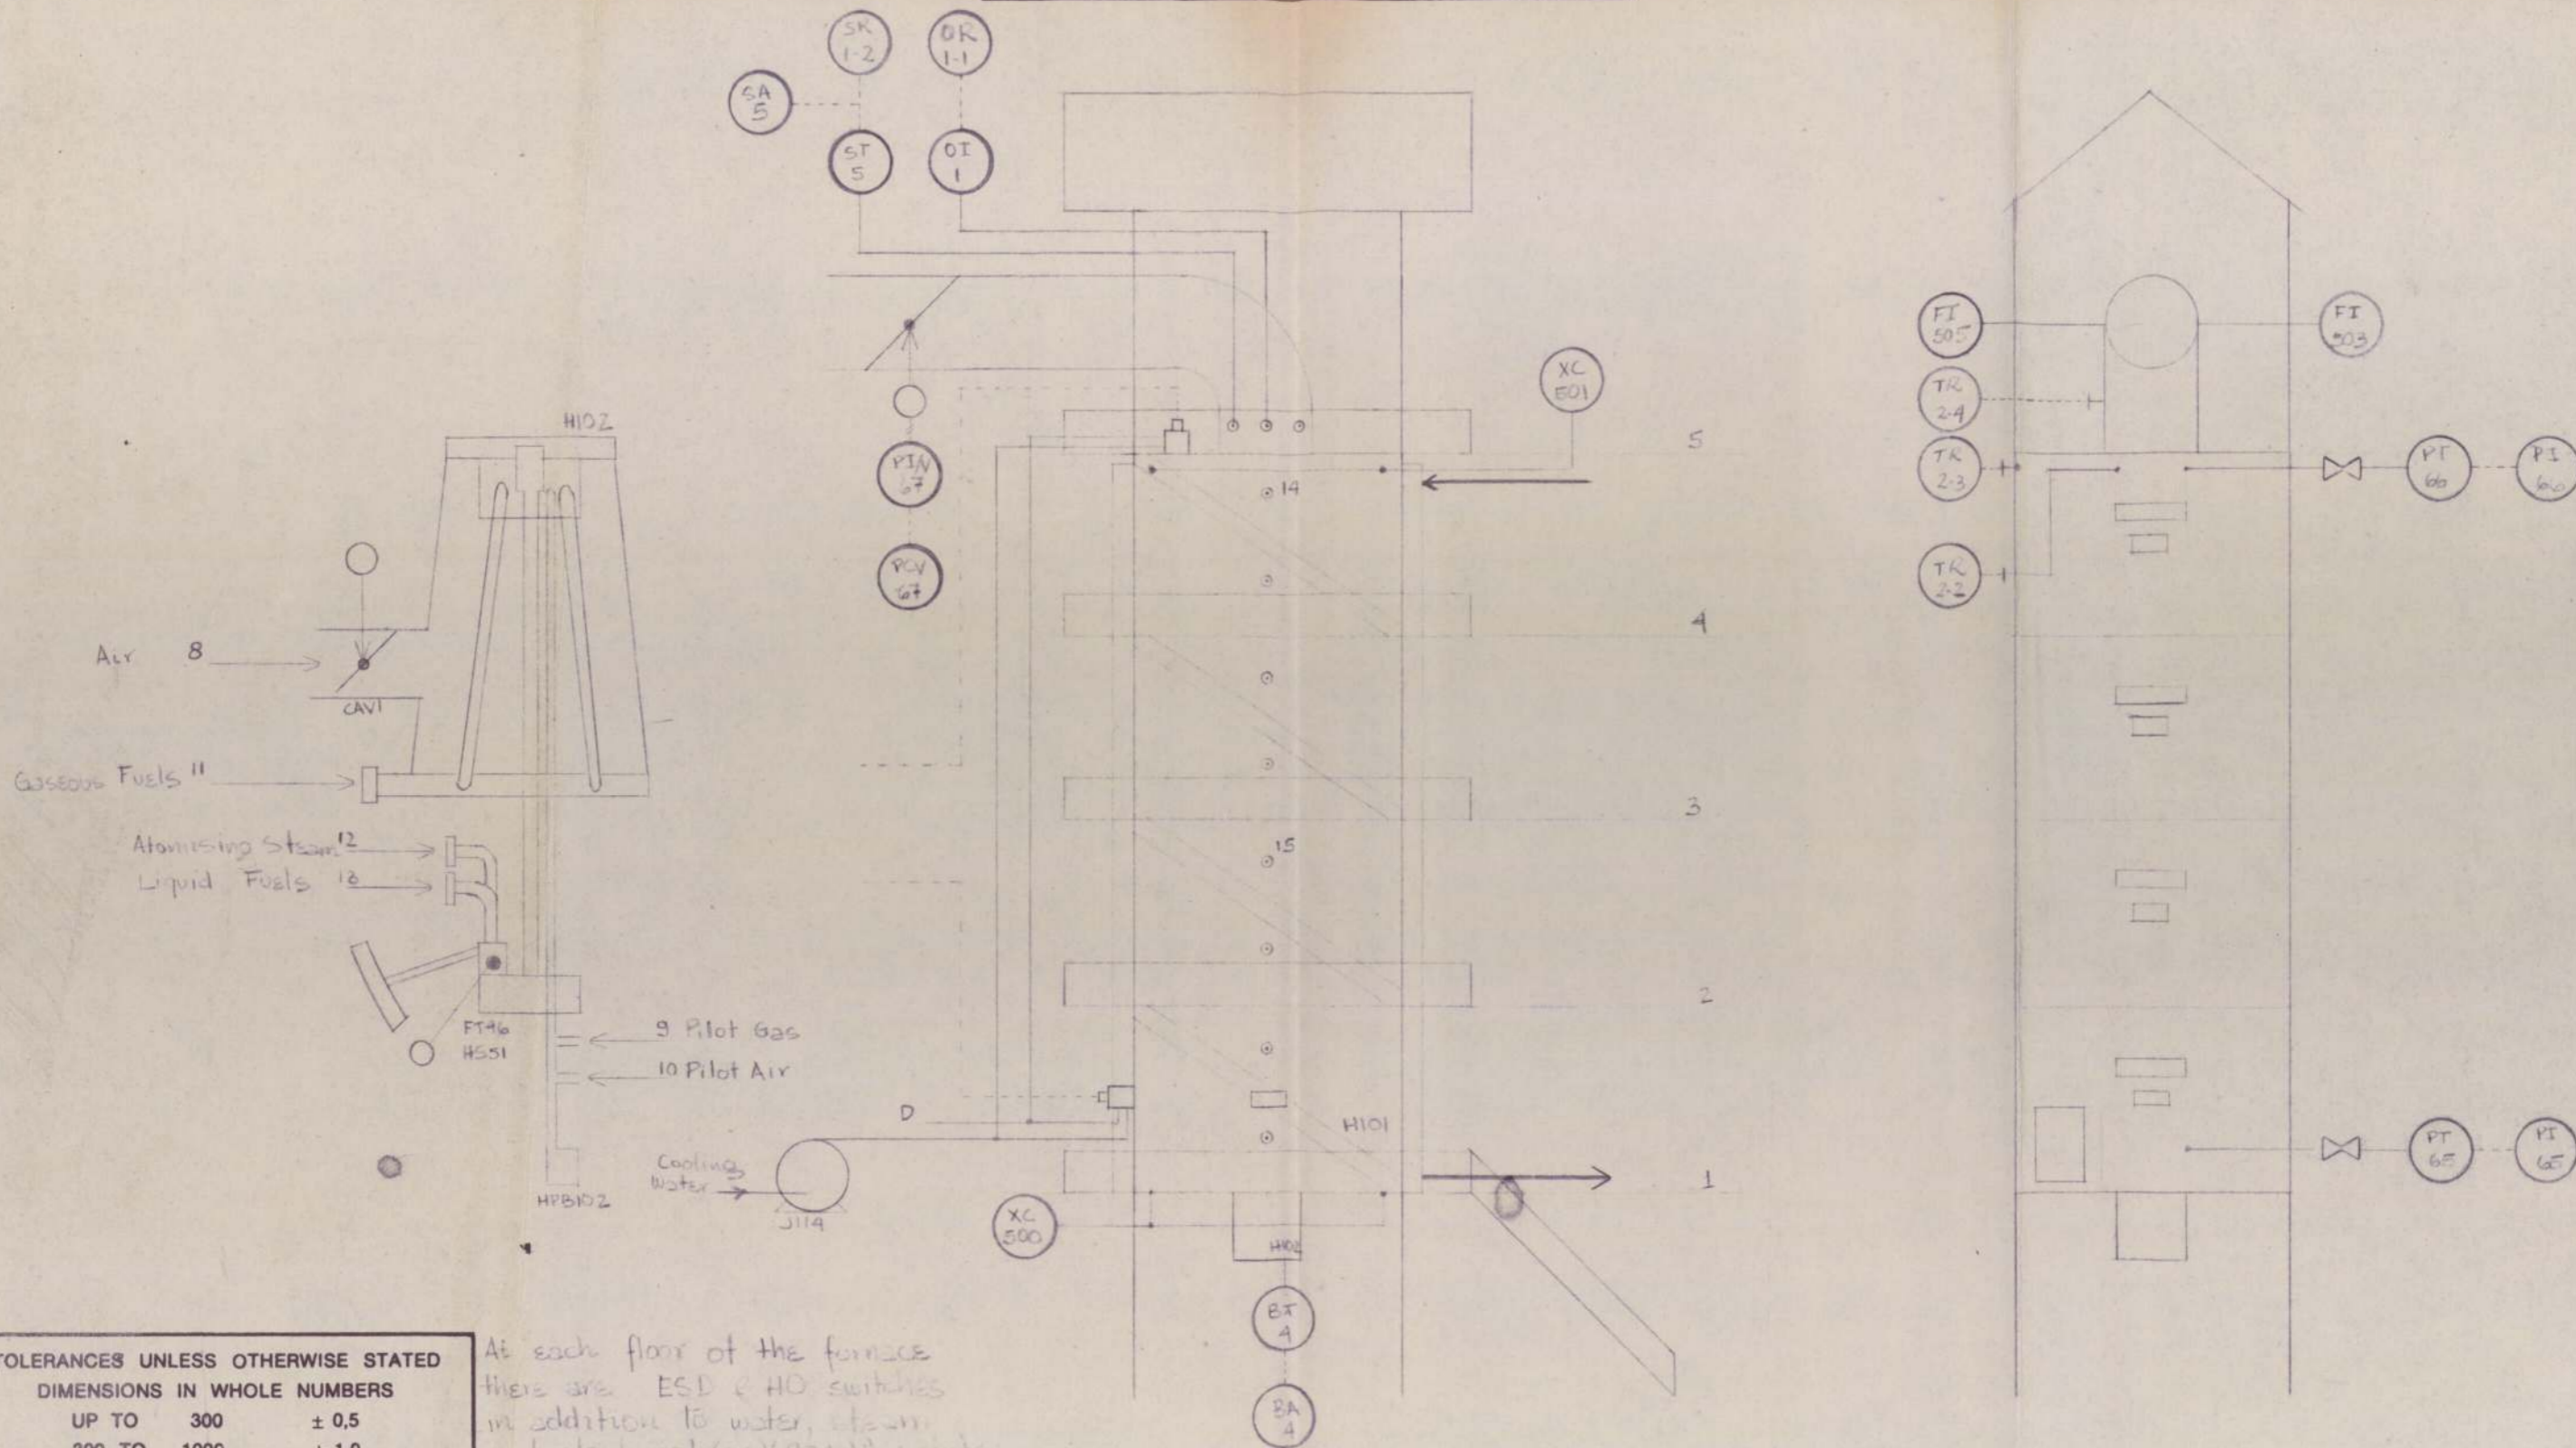 SR
1-2
OR
1-1
SA
5
ST
5
OI
1
XC
501
FI
505
FI
503
TR
2-4
TR
2-3
TR
2-2
PT
66
PI
66
H102
PIN
67
PCV
67
5
14
4
Air 8
CAV1
Gaseous Fuels 11
3
Atomising Steam 12
Liquid Fuels 13
15
2
FT46
HS51
9 Pilot Gas
10 Pilot Air
D
H101
Cooling
Water
J114
HPB102
XC
500
H102
1
PT
65
PI
65
BT
4
BA
4
TOLERANCES UNLESS OTHERWISE STATED
DIMENSIONS IN WHOLE NUMBERS
UP TO 300 ± 0,5
At each floor of the furnace
there are ESD & HO switches
in addition to water, steam